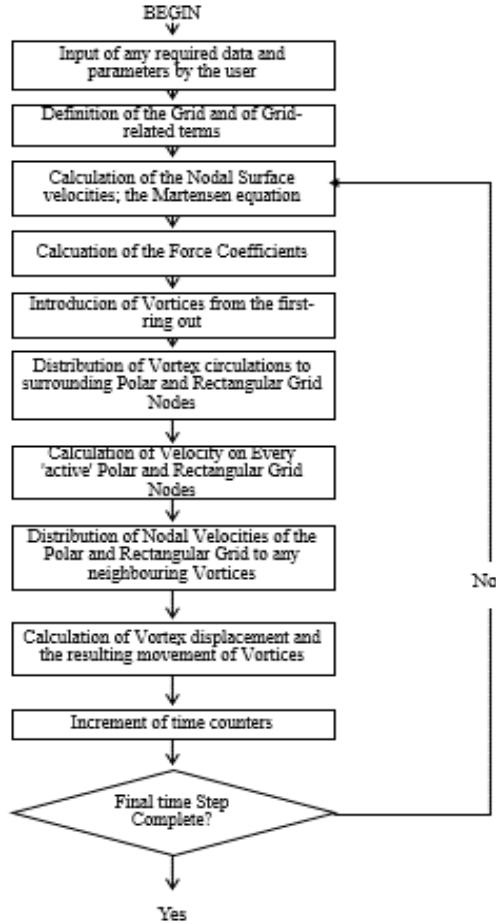 BEGIN
Input of any required data and
parameters by the user
Definition of the Grid and of Grid-
related terms
Calculation of the Nodal Surface
velocities; the Martensen equation
Calcuation of the Force Coefficients
Introducion of Vortices from the first-
ring out
Distribution of Vortex circulations to
surrounding Polar and Rectangular Grid
Nodes
Calculation of Velocity on Every
'active' Polar and Rectangular Grid
Nodes
Distribution of Nodal Velocities of the
Polar and Rectangular Grid to any
neighbouring Vortices
No
Calculation of Vortex displacement and
the resulting movement of Vortices
Increment of time counters
Final time Step
Complete?
Yes